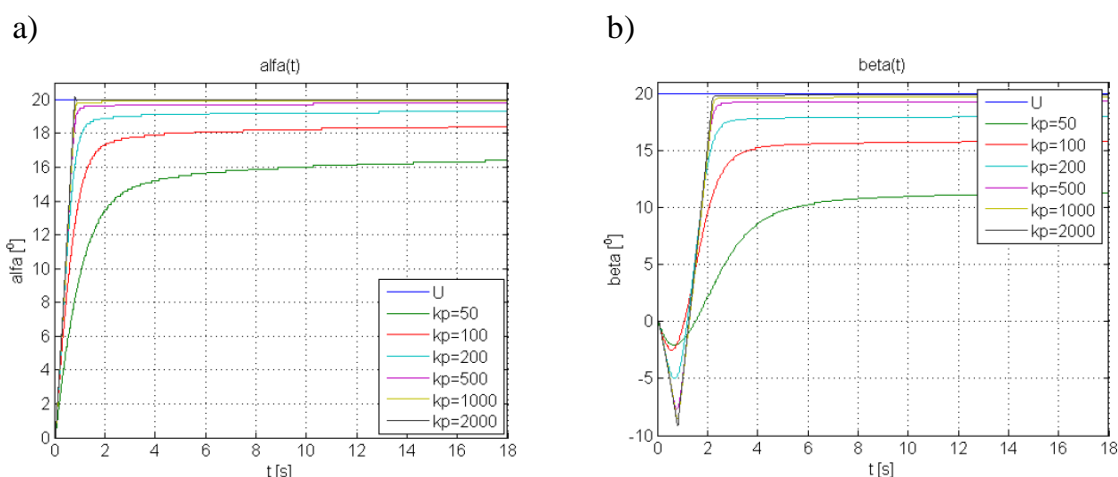 a)
alfa(t)
20
18
16
14
12
10
8
6
4
2
0
alfa [º]
0 2 4 6 8 10 12 14 16 18
t [s]
U
kp=50
kp=100
kp=200
kp=500
kp=1000
kp=2000
b)
beta(t)
20
15
10
5
0
-5
-10
beta [º]
0 2 4 6 8 10 12 14 16 18
t [s]
U
kp=50
kp=100
kp=200
kp=500
kp=1000
kp=2000